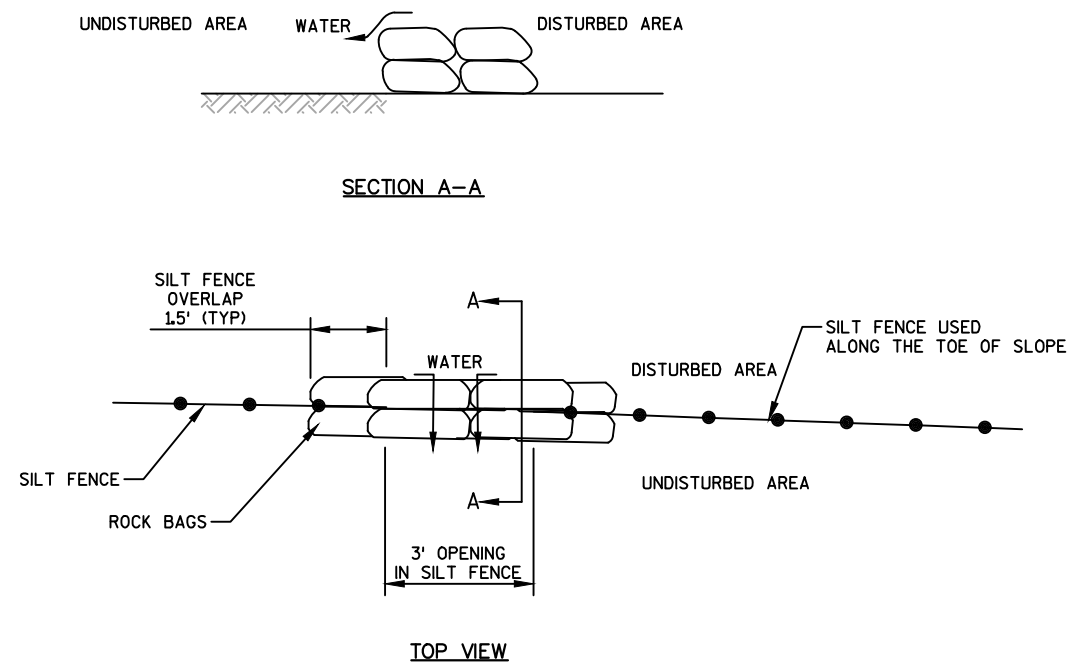 UNDISTURBED AREA
WATER
DISTURBED AREA
SECTION A-A
SILT FENCE
OVERLAP
1.5' (TYP)
A
WATER
SILT FENCE USED
ALONG THE TOE OF SLOPE
DISTURBED AREA
SILT FENCE
UNDISTURBED AREA
A
ROCK BAGS
3' OPENING
IN SILT FENCE
TOP VIEW